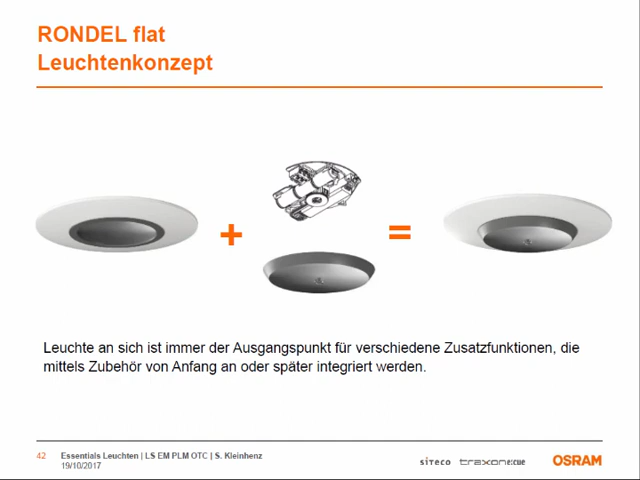 RONDEL flat
Leuchtenkonzept
+
=
Leuchte an sich ist immer der Ausgangspunkt für verschiedene Zusatzfunktionen, die
mittels Zubehör von Anfang an oder später integriert werden.
42 Essentials Leuchten | LS EM PLM OTC | S. Kleinhenz
19/10/2017
siteco traxon e:cue OSRAM